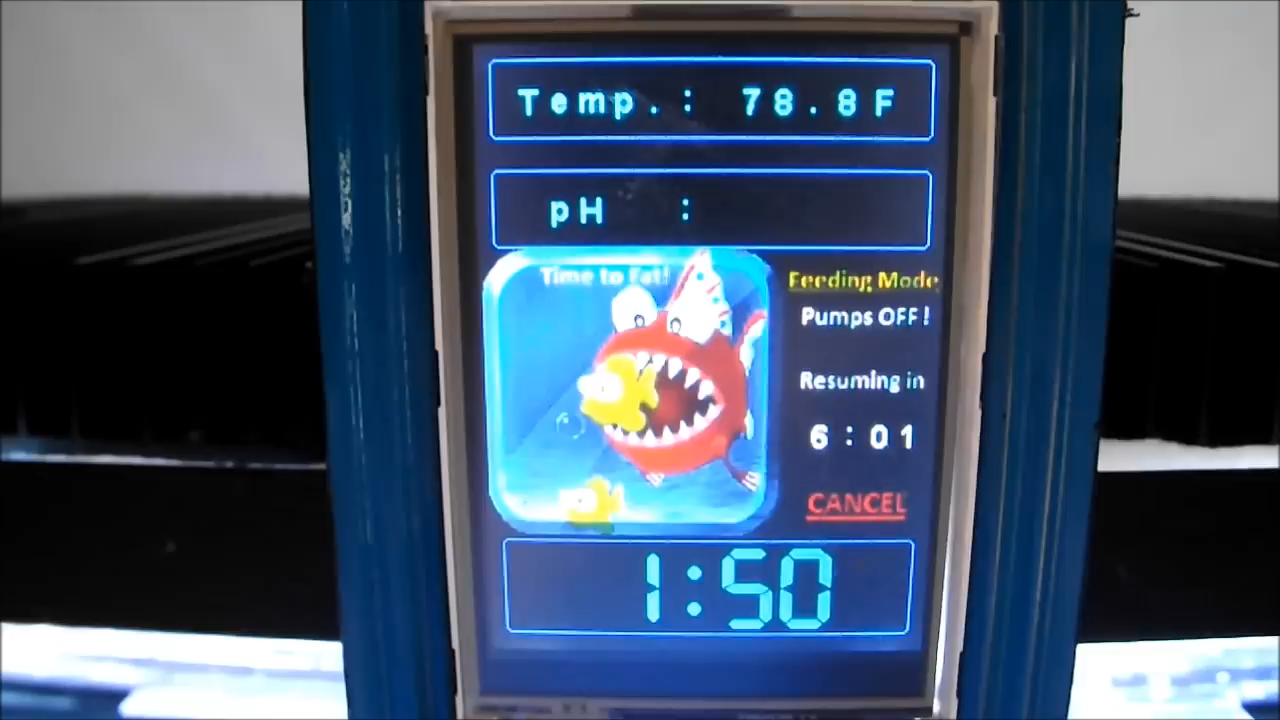 Temp.: 78.8F
pH :
Time to Eat!
Feeding Mode
Pumps OFF!
Resuming in
6:01
CANCEL
1:50